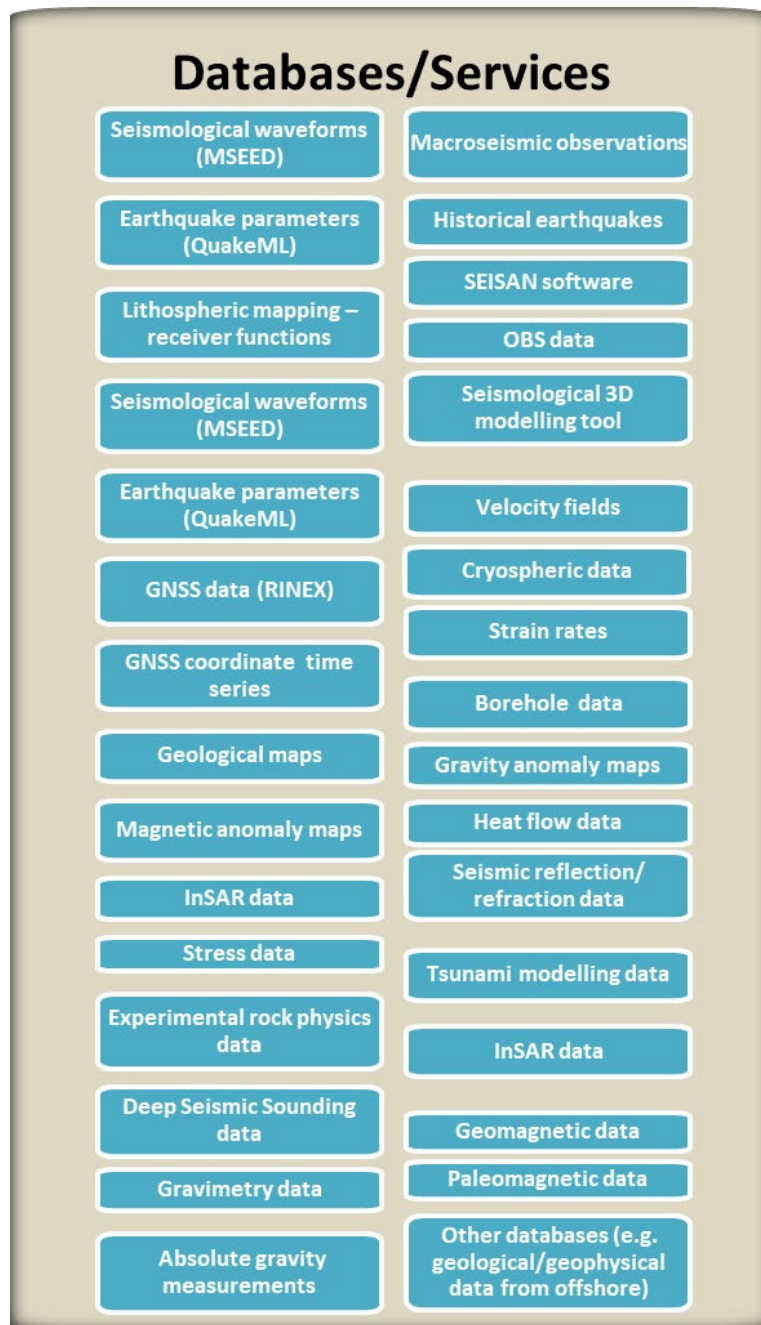 Databases/Services
Seismological waveforms
(MSEED)
Earthquake parameters
(QuakeML)
Lithospheric mapping –
receiver functions
Seismological waveforms
(MSEED)
Earthquake parameters
(QuakeML)
GNSS data (RINEX)
GNSS coordinate time
series
Geological maps
Magnetic anomaly maps
InSAR data
Stress data
Experimental rock physics
data
Deep Seismic Sounding
data
Gravimetry data
Absolute gravity
measurements
Macroseismic observations
Historical earthquakes
SEISAN software
OBS data
Seismological 3D
modelling tool
Velocity fields
Cryospheric data
Strain rates
Borehole data
Gravity anomaly maps
Heat flow data
Seismic reflection/
refraction data
Tsunami modelling data
InSAR data
Geomagnetic data
Paleomagnetic data
Other databases (e.g.
geological/geophysical
data from offshore)